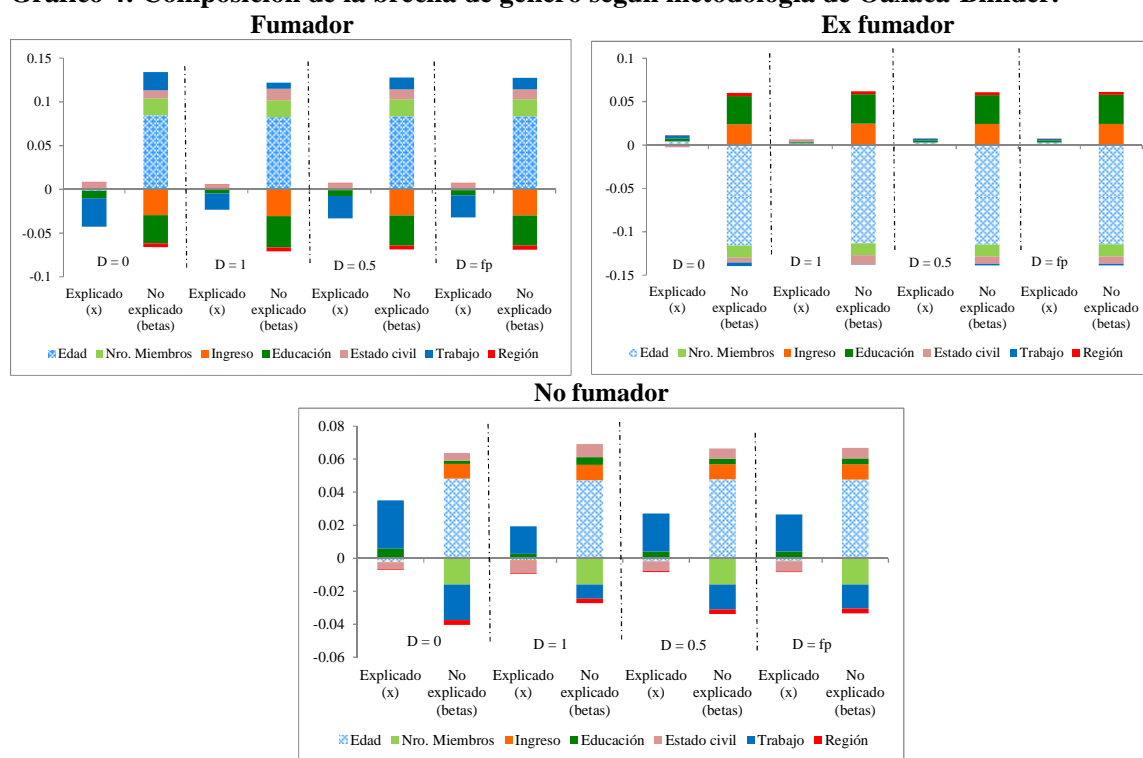 Gráfico 4: Composición de la brecha de género según metodología de Oaxaca-Blinder.
Fumador
0.15
0.1
0.05
0
-0.05
-0.1
D = 0 D = 1 D = 0.5 D = fp
Explicado (x)
No explicado (betas)
Explicado (x)
No explicado (betas)
Explicado (x)
No explicado (betas)
Explicado (x)
No explicado (betas)
Edad Nro. Miembros Ingreso Educación Estado civil Trabajo Región
Ex fumador
0.1
0.05
0
-0.05
-0.1
-0.15
D = 0 D = 1 D = 0.5 D = fp
Explicado (x)
No explicado (betas)
Explicado (x)
No explicado (betas)
Explicado (x)
No explicado (betas)
Explicado (x)
No explicado (betas)
Edad Nro. Miembros Ingreso Educación Estado civil Trabajo Región
No fumador
0.08
0.06
0.04
0.02
0
-0.02
-0.04
-0.06
D = 0 D = 1 D = 0.5 D = fp
Explicado (x)
No explicado (betas)
Explicado (x)
No explicado (betas)
Explicado (x)
No explicado (betas)
Explicado (x)
No explicado (betas)
Edad Nro. Miembros Ingreso Educación Estado civil Trabajo Región